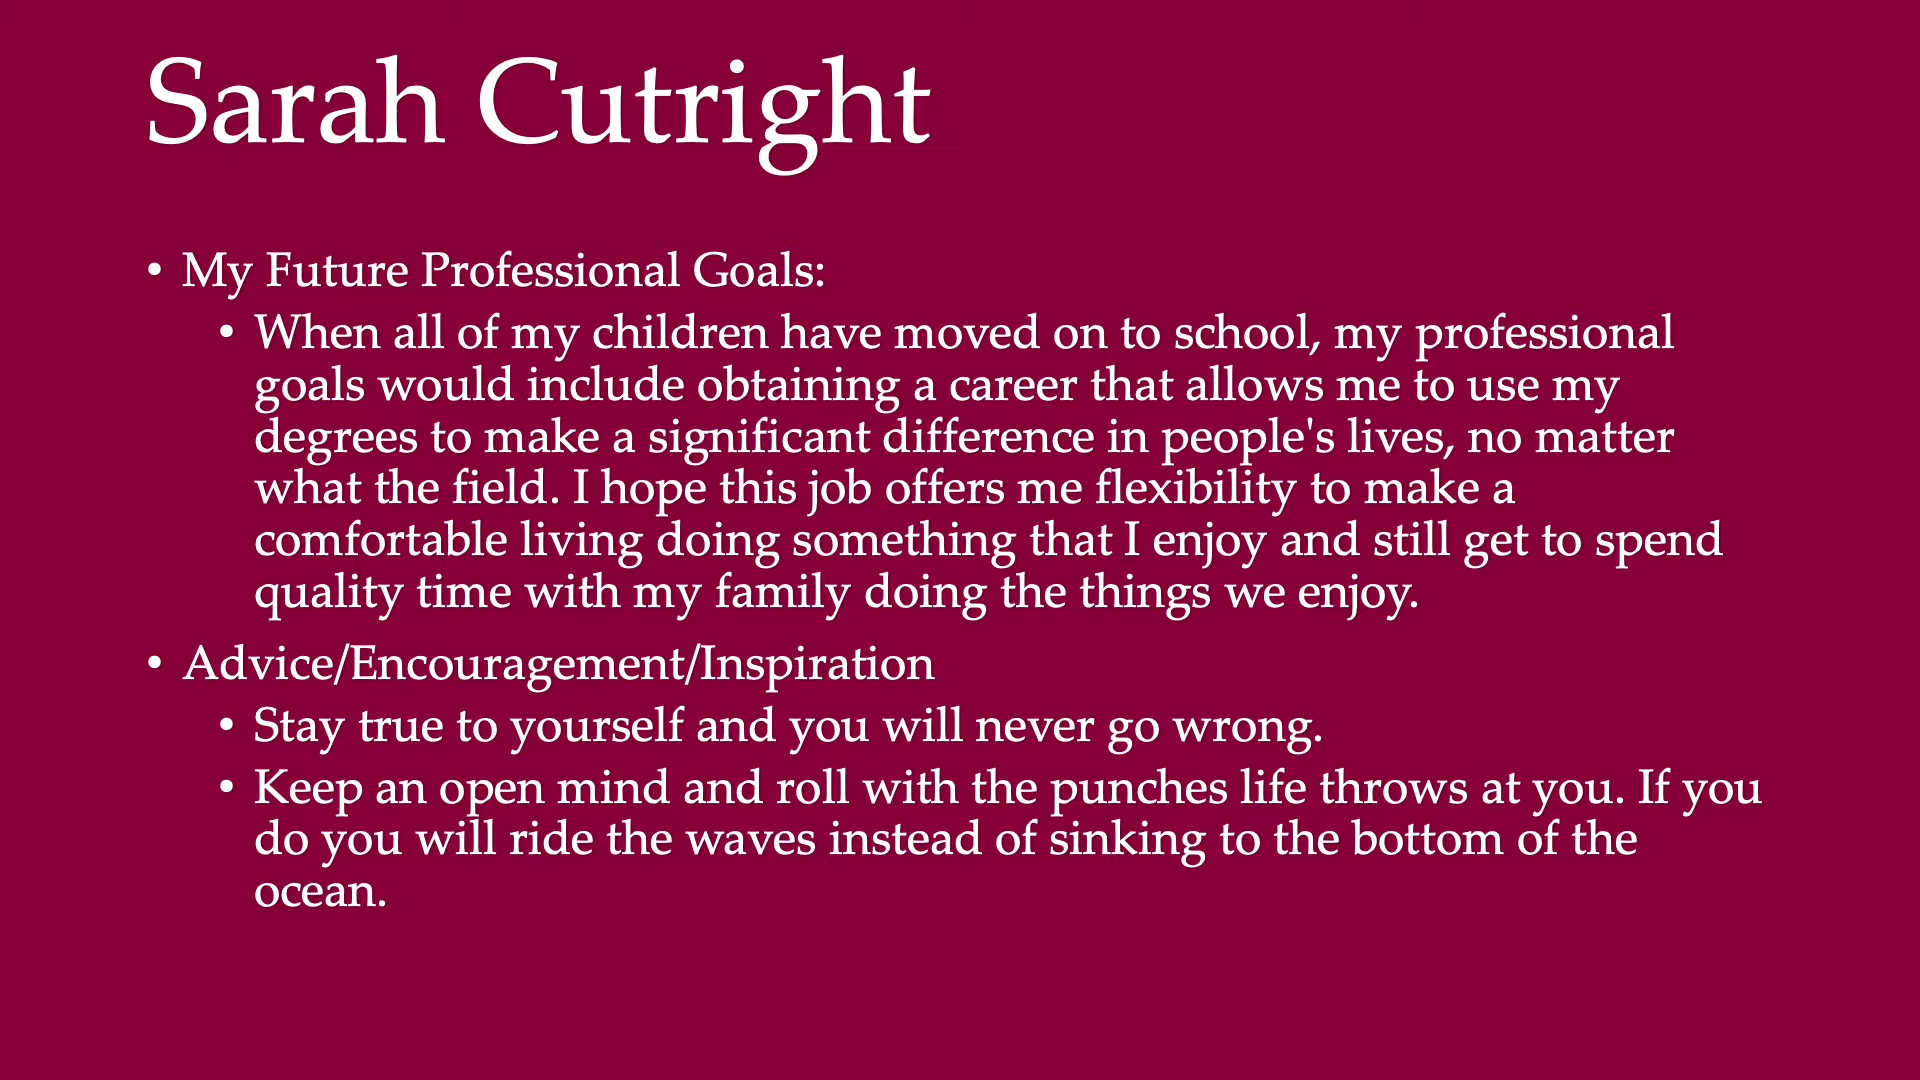 Sarah Cutright
• My Future Professional Goals:
• When all of my children have moved on to school, my professional
goals would include obtaining a career that allows me to use my
degrees to make a significant difference in people's lives, no matter
what the field. I hope this job offers me flexibility to make a
comfortable living doing something that I enjoy and still get to spend
quality time with my family doing the things we enjoy.
• Advice/Encouragement/Inspiration
• Stay true to yourself and you will never go wrong.
• Keep an open mind and roll with the punches life throws at you. If you
do you will ride the waves instead of sinking to the bottom of the
ocean.